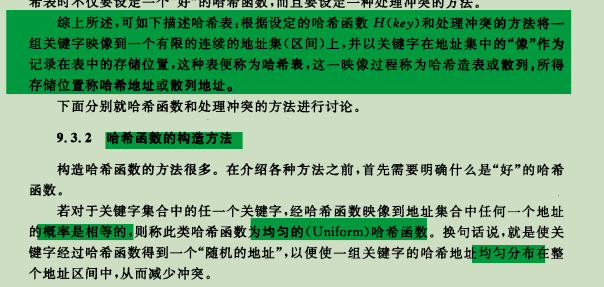 希表时不仅要设定一个“好”的哈希函数,而且要设定一种处理冲突的方法。
综上所述,可如下描述哈希表:根据设定的哈希函数 H(key)和处理冲突的方法将一
组关键字映像到一个有限的连续的地址集(区间)上,并以关键字在地址集中的“像”作为
记录在表中的存储位置,这种表便称为哈希表,这一映像过程称为哈希造表或散列,所得
存储位置称哈希地址或散列地址。
下面分别就哈希函数和处理冲突的方法进行讨论。
9.3.2 哈希函数的构造方法
构造哈希函数的方法很多。在介绍各种方法之前,首先需要明确什么是“好”的哈希
函数。
若对于关键字集合中的任一个关键字,经哈希函数映像到地址集合中任何一个地址
的概率是相等的,则称此类哈希函数为均匀的(Uniform)哈希函数。换句话说,就是使关
键字经过哈希函数得到一个“随机的地址”,以便使一组关键字的哈希地址均匀分布在整
个地址区间中,从而减少冲突。